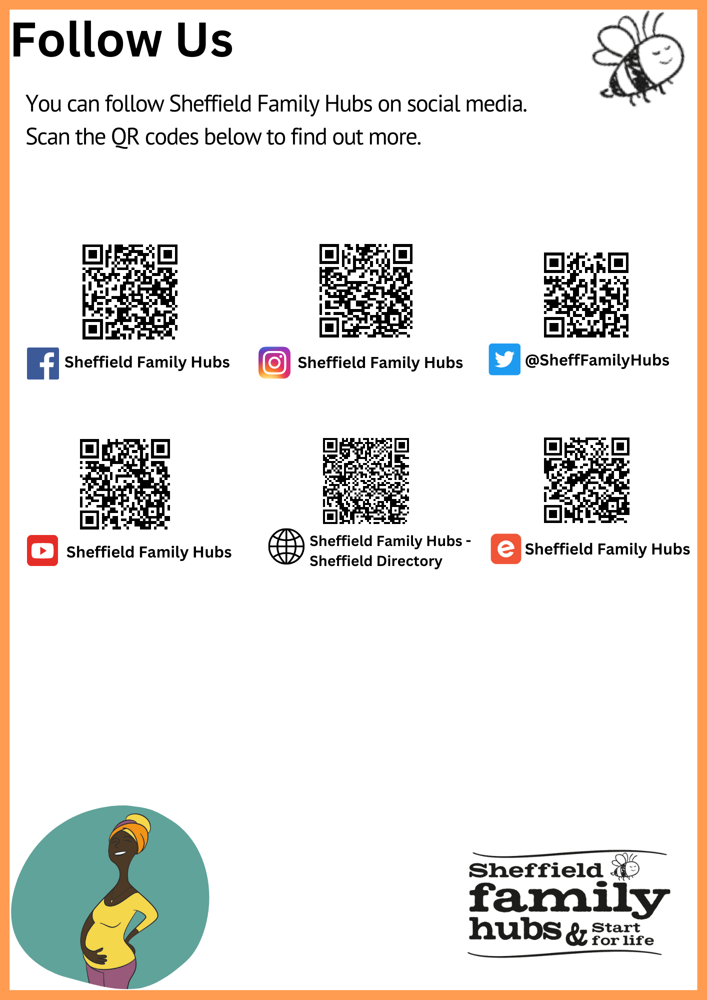 Follow Us
You can follow Sheffield Family Hubs on social media.
Scan the QR codes below to find out more.
Sheffield Family Hubs
Sheffield Family Hubs
@SheffFamilyHubs
Sheffield Family Hubs
Sheffield Family Hubs -
Sheffield Directory
Sheffield Family Hubs
Sheffield
family
hubs & Start
for life